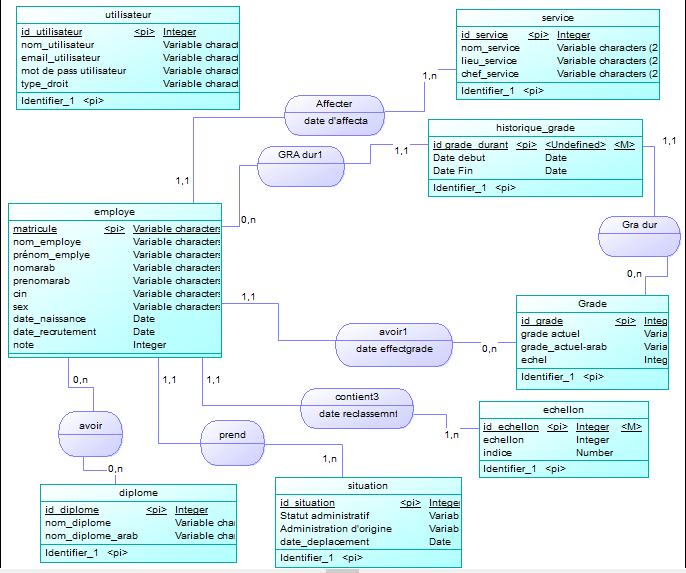 utilisateur
id_utilisateur <pi> Integer
nom_utilisateur Variable charact
email_utilisateur Variable charact
mot de pass utilisateur Variable charact
type_droit Variable charact
Identifier_1 <pi>
service
id_service <pi> Integer
nom_service Variable characters (2
lieu_service Variable characters (2
chef_service Variable characters (2
Identifier_1 <pi>
1,n
Affecter
date d'affecta
1,1
historique_grade
id_grade_durant <pi> <Undefined> <M>
Date debut Date
Date Fin Date
Identifier_1 <pi>
1,1
GRA dur1
1,1
0,n
employe
matricule <pi> Variable characters
nom_employe Variable characters
prénom_emplye Variable characters
nomarab Variable characters
prenomarab Variable characters
cin Variable characters
sex Variable characters
date_naissance Date
date_recrutement Date
note Integer
Gra dur
0,n
1,1
avoir1
date effectgrade
0,n
Grade
id_grade <pi> Integ
grade actuel Varia
grade_actuel-arab Varia
echel Integ
Identifier_1 <pi>
0,n
1,1
1,1
contient3
date reclassemnt
1,n
echellon
id_echellon <pi> Integer <M>
echellon Integer
indice Number
Identifier_1 <pi>
avoir
0,n
prend
1,n
diplome
id_diplome <pi> Integer
nom_diplome Variable char
nom_diplome_arab Variable char
Identifier_1 <pi>
situation
id_situation <pi> Intege
Statut administratif Variab
Administration d'origine Variab
date_deplacement Date
Identifier_1 <pi>